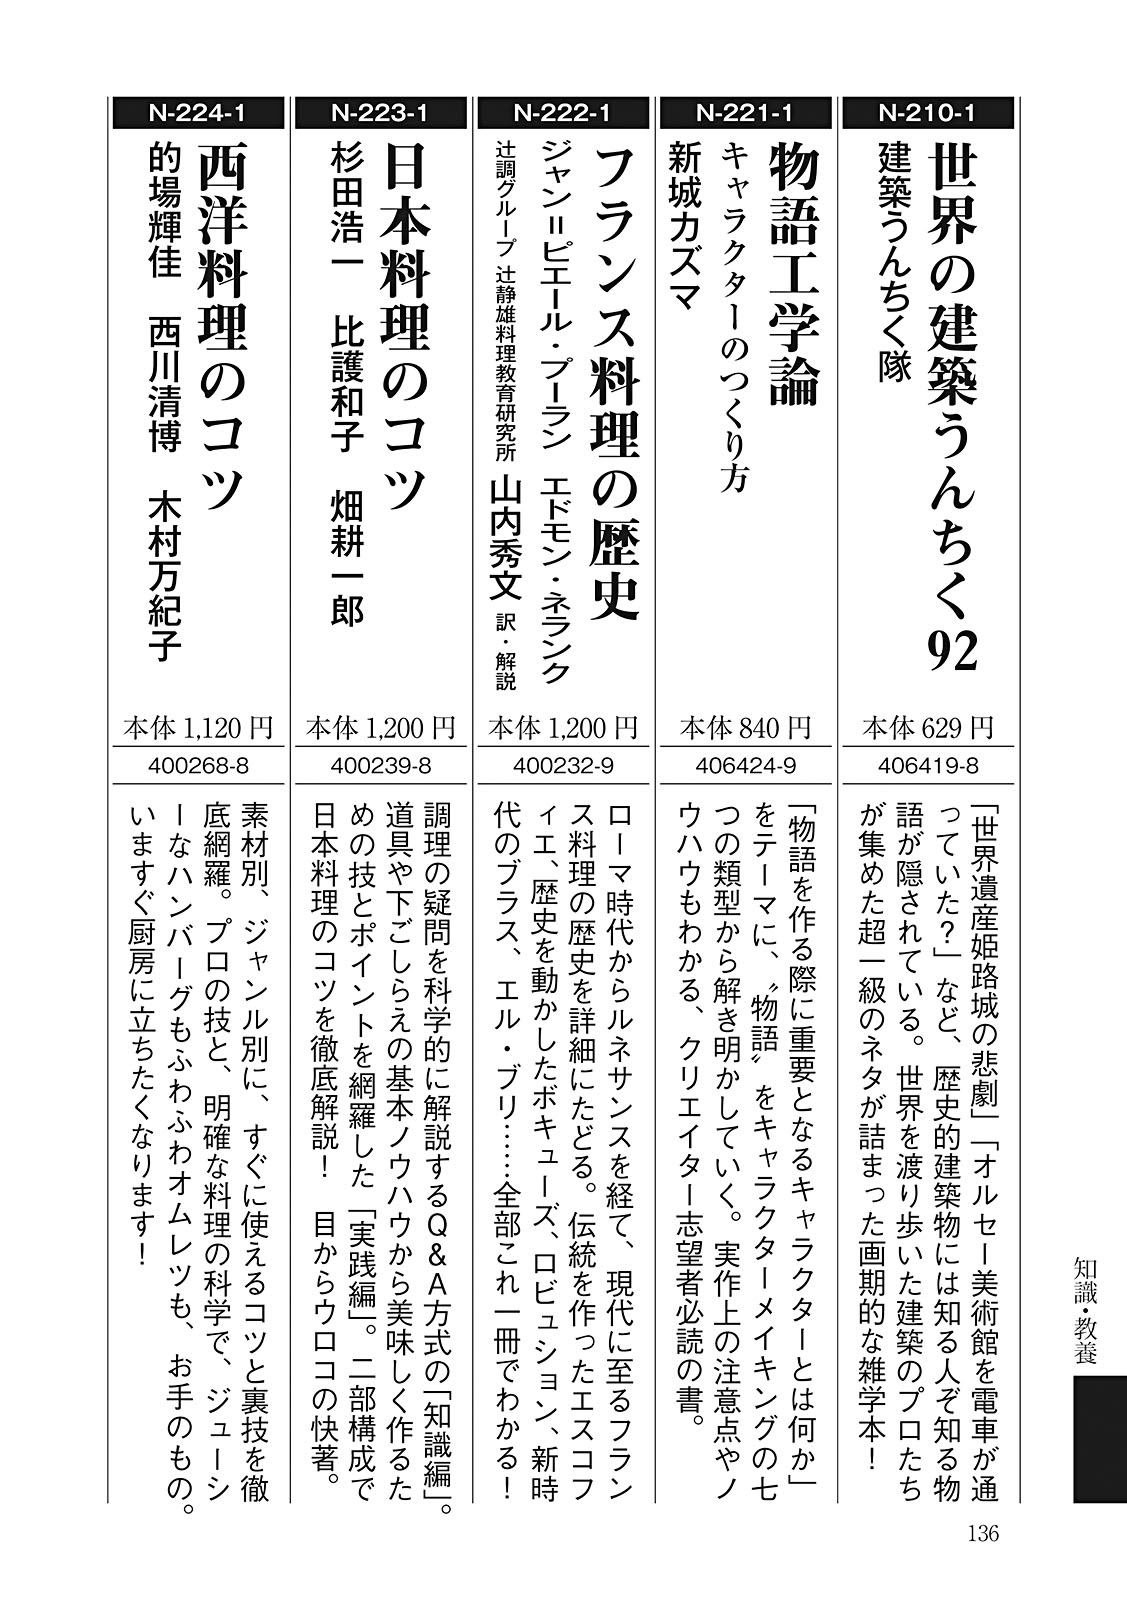 N-210-1
世界の建築うんちく92
建築うんちく隊
本体629円
406419-8
「世界遺産姫路城の悲劇」「オルセー美術館を電車が通
っていた？」など、歴史的建築物には知る人ぞ知る物
語が隠されている。世界を渡り歩いた建築のプロたち
が集めた超一級のネタが詰まった画期的な雑学本！
N-221-1
物語工学論
キャラクターのつくり方
新城カズマ
本体840円
406424-9
「物語を作る際に重要となるキャラクターとは何か」
をテーマに、〝物語〟をキャラクターメイキングの七
つの類型から解き明かしていく。実作上の注意点やノ
ウハウもわかる、クリエイター志望者必読の書。
N-222-1
フランス料理の歴史
ジャン＝ピエール・プーラン　エドモン・ネランク
辻調グループ 辻静雄料理教育研究所 山内秀文 訳・解説
本体1,200円
400232-9
ローマ時代からルネサンスを経て、現代に至るフラン
ス料理の歴史を詳細にたどる。伝統を作ったエスコフ
ィエ、歴史を動かしたボキューズ、ロビュション、新時
代のブラス、エル・ブリ……全部これ一冊でわかる！
N-223-1
日本料理のコツ
杉田浩一　比護和子　畑耕一郎
本体1,200円
400239-8
調理の疑問を科学的に解説するＱ＆Ａ方式の「知識編」。
道具や下ごしらえの基本ノウハウから美味しく作るた
めの技とポイントを網羅した「実践編」。二部構成で
日本料理のコツを徹底解説！　目からウロコの快著。
N-224-1
西洋料理のコツ
的場輝佳　西川清博　木村万紀子
本体1,120円
400268-8
素材別、ジャンル別に、すぐに使えるコツと裏技を徹
底網羅。プロの技と、明確な料理の科学で、ジューシ
ーなハンバーグもふわふわオムレツも、お手のもの。
いますぐ厨房に立ちたくなります！
知識・教養
136